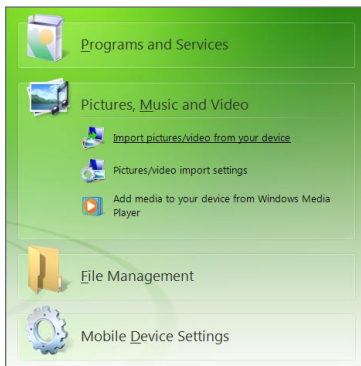 Programs and Services
Pictures, Music and Video
Import pictures/video from your device
Pictures/video import settings
Add media to your device from Windows Media
Player
File Management
Mobile Device Settings